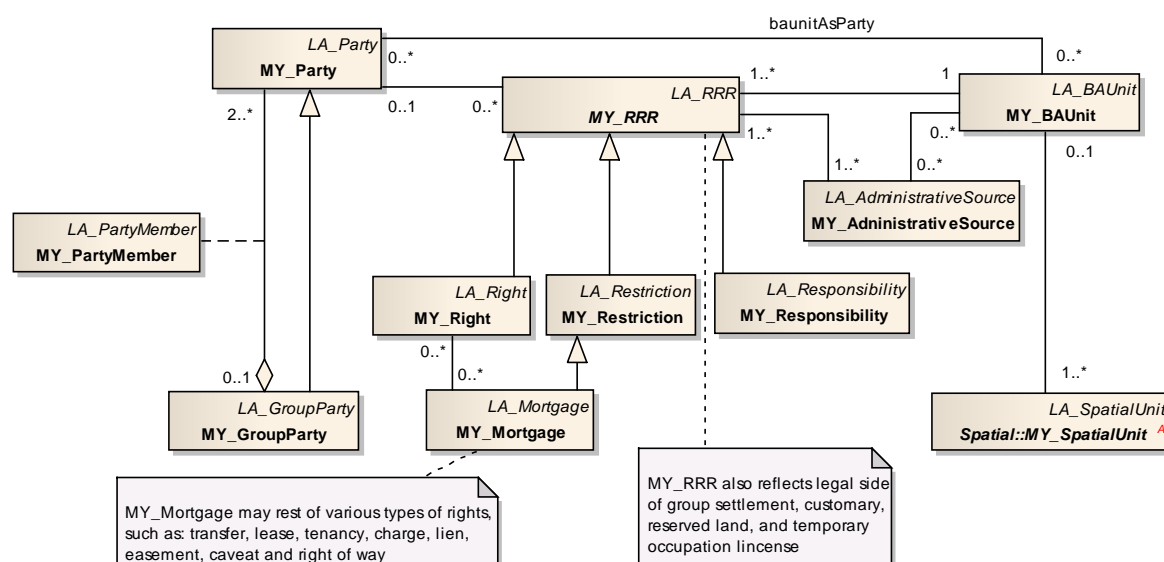 baunitAsParty
LA_Party
MY_Party
0..*
0..*
2..*
0..1
0..*
LA_RRR
MY_RRR
1..*
1
1..*
LA_BAUnit
MY_BAUnit
0..*
0..1
1..*
0..*
LA_AdministrativeSource
MY_AdninistrativeSource
LA_PartyMember
MY_PartyMember
LA_Right
MY_Right
LA_Restriction
MY_Restriction
LA_Responsibility
MY_Responsibility
0..*
0..*
0..1
1..*
LA_GroupParty
MY_GroupParty
LA_Mortgage
MY_Mortgage
LA_SpatialUnit
Spatial::MY_SpatialUnit
A
MY_Mortgage may rest of various types of rights,
such as: transfer, lease, tenancy, charge, lien,
easement, caveat and right of way
MY_RRR also reflects legal side
of group settlement, customary,
reserved land, and temporary
occupation lincense